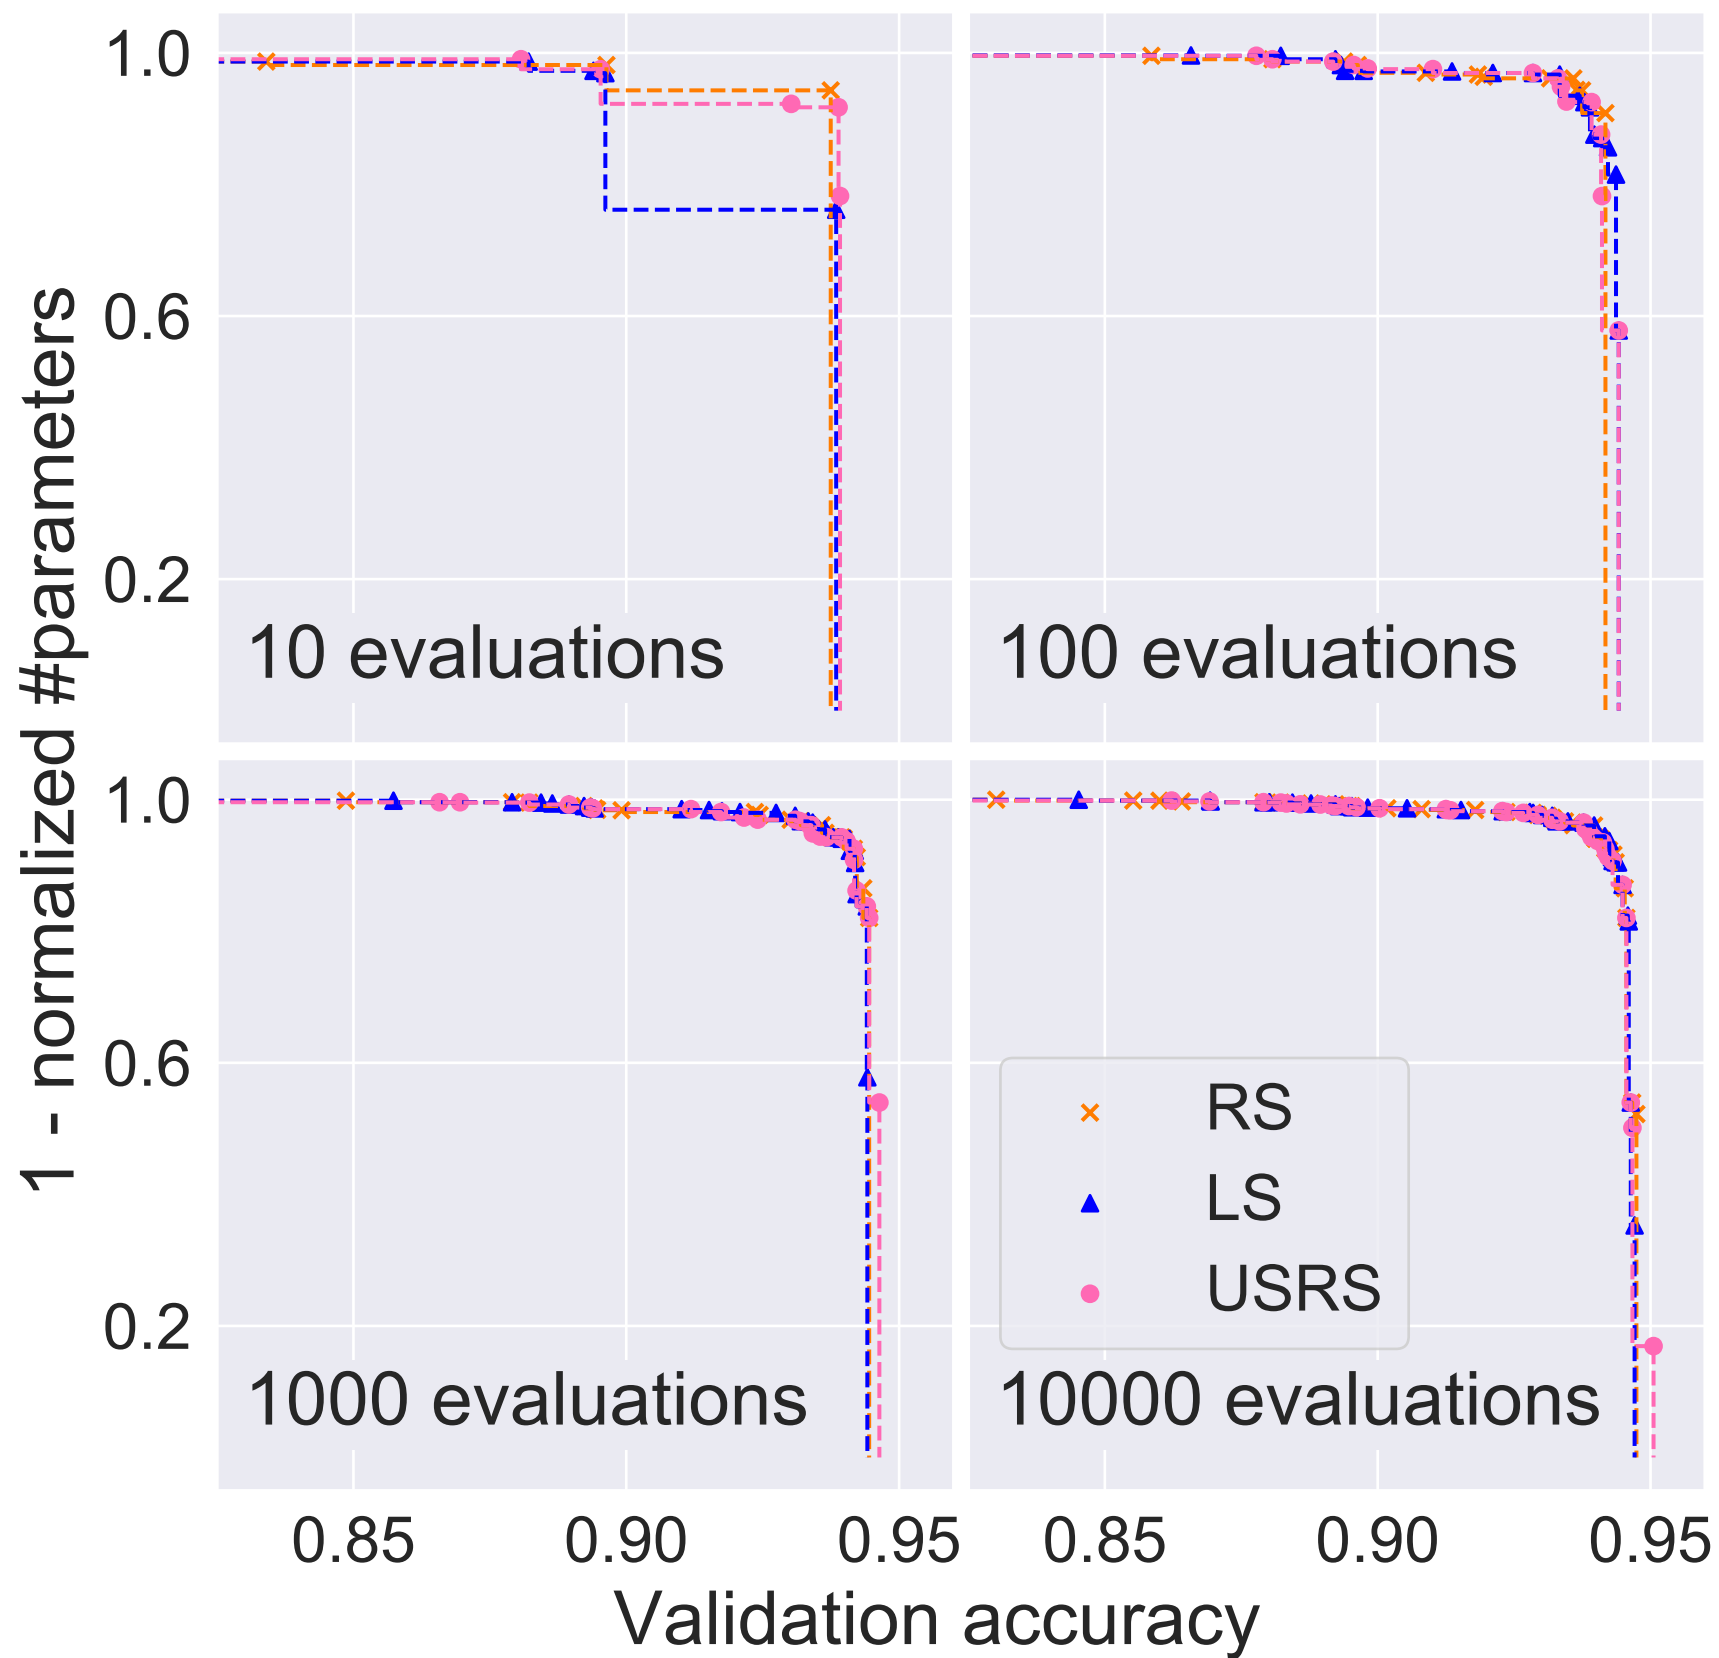 1 - normalized #parameters
1.0
0.6
0.2
10 evaluations
100 evaluations
1.0
0.6
0.2
1000 evaluations
RS
LS
USRS
10000 evaluations
0.85 0.90 0.95 0.85 0.90 0.95
Validation accuracy